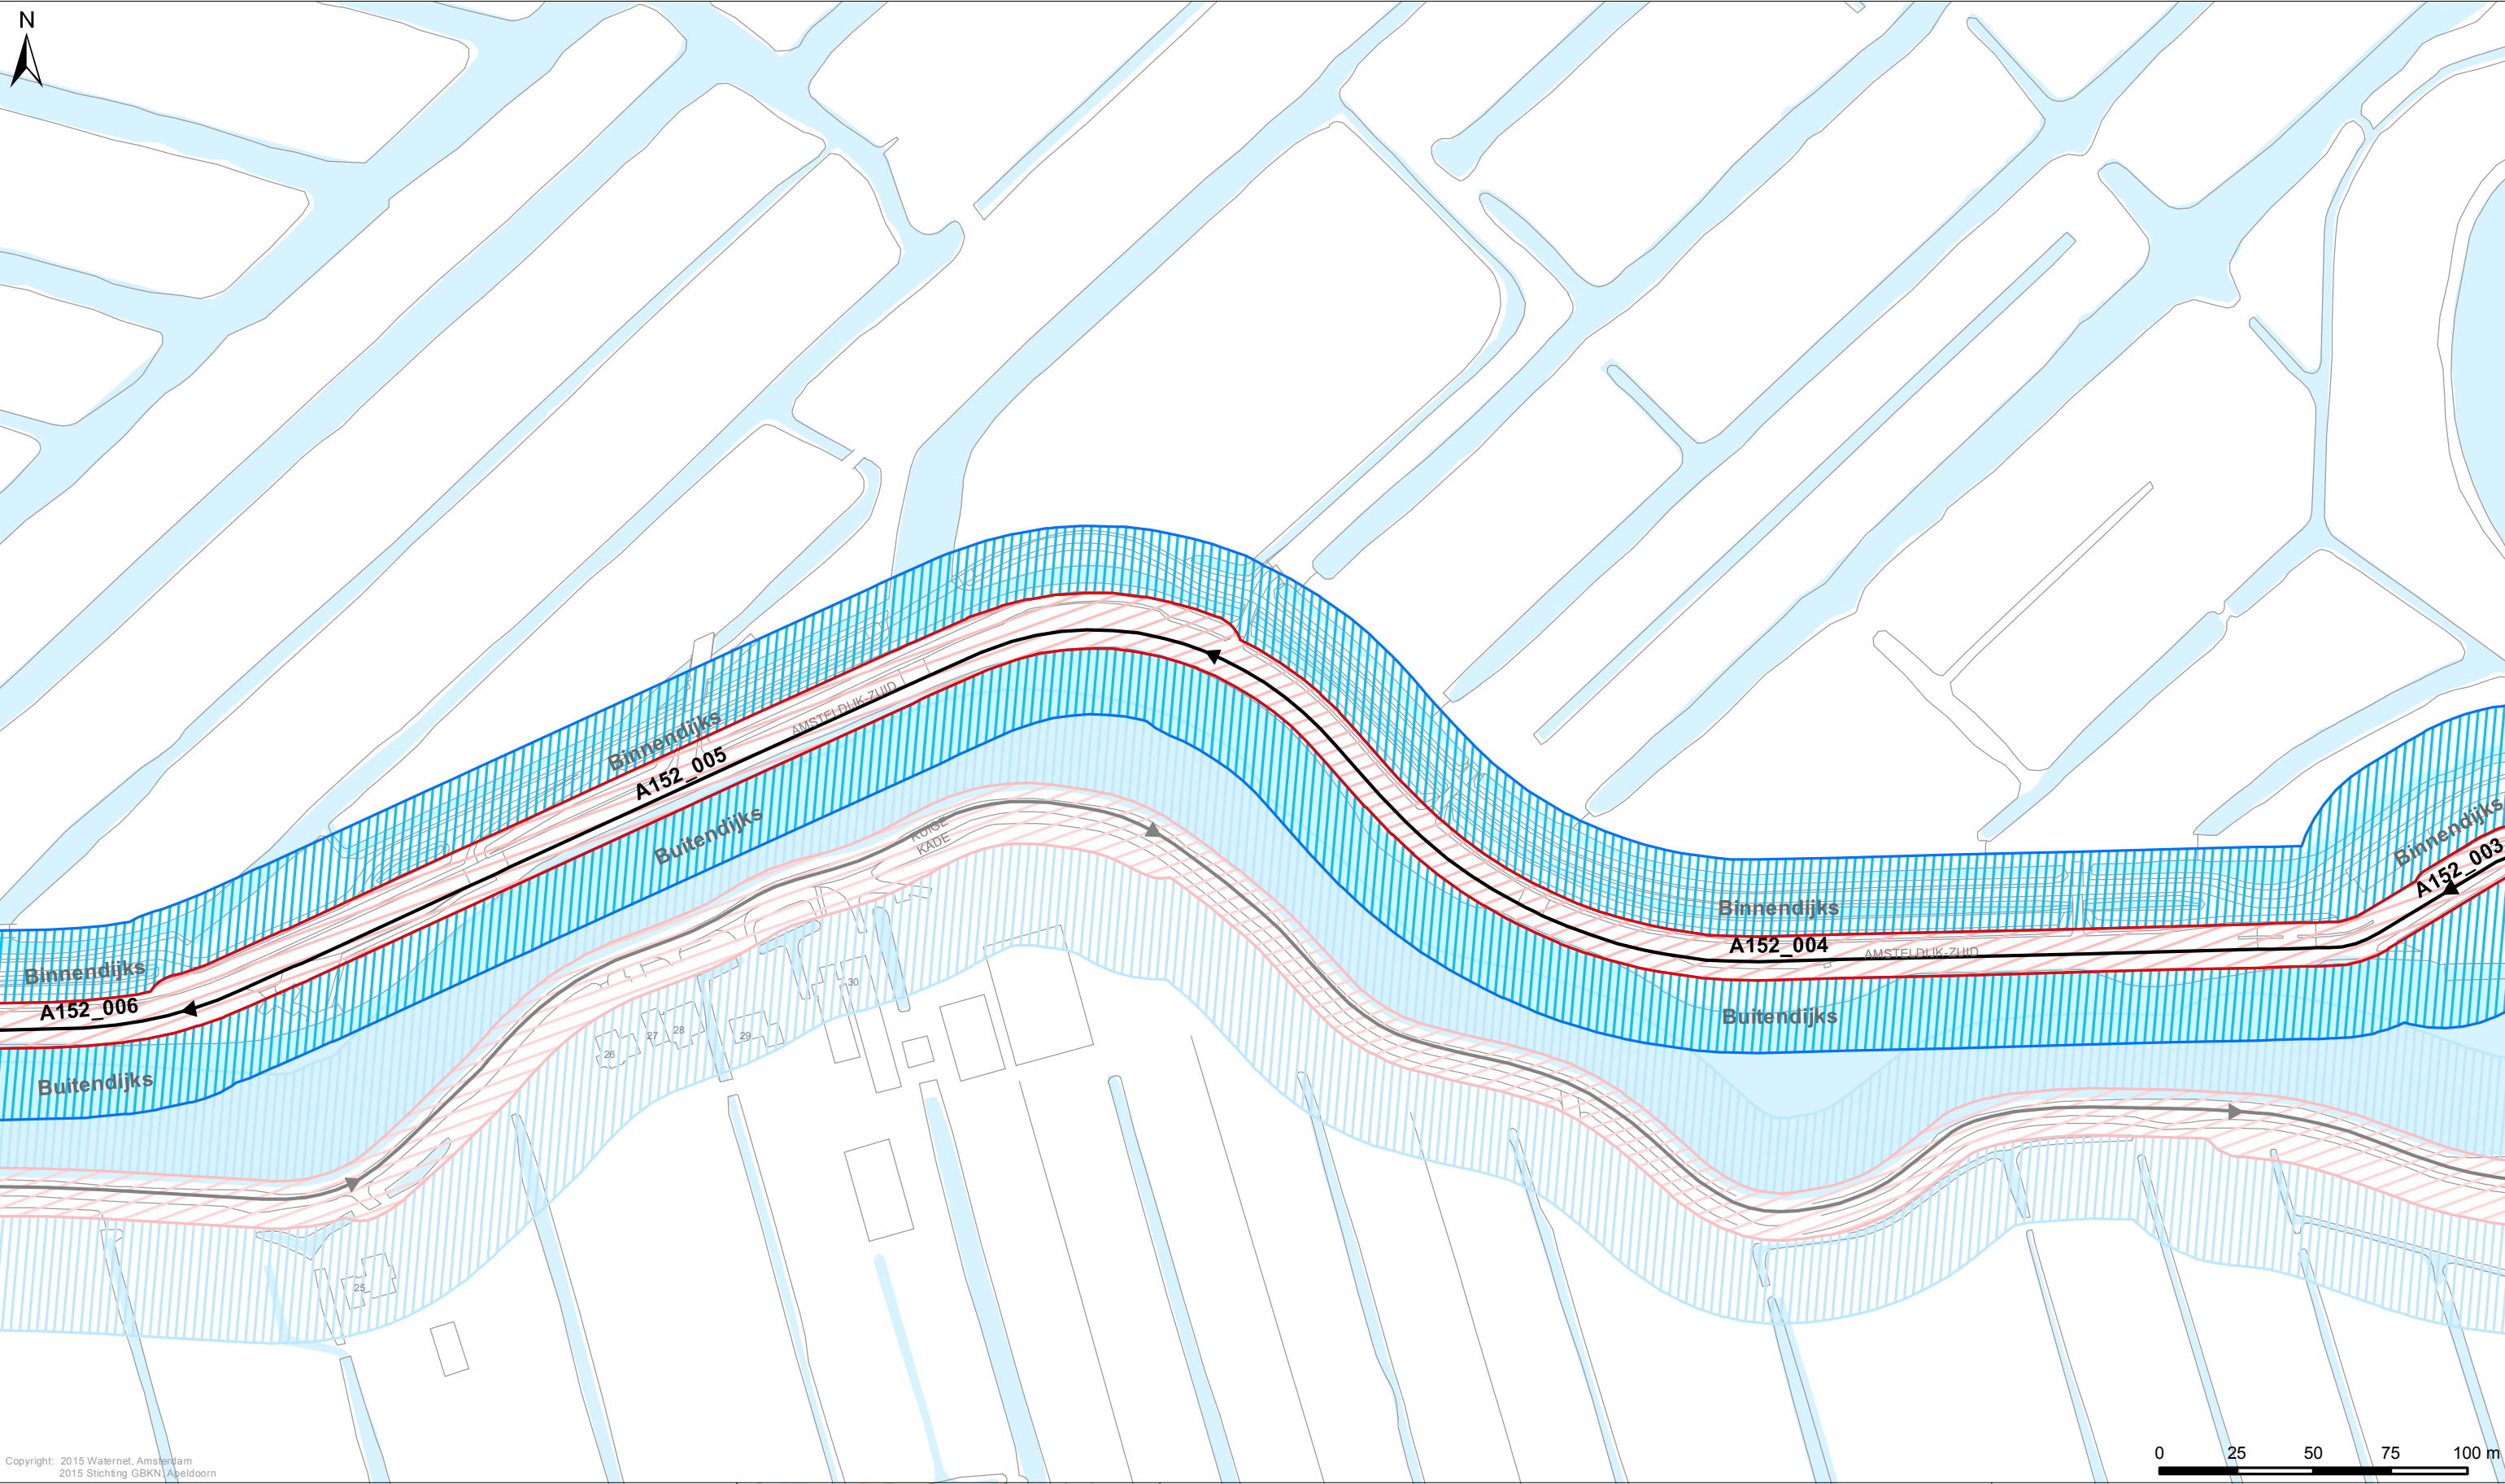 N
AMSTELDIJK-ZUID
Binnendijks
A152_005
Buitendijks
RUIGE
KADE
Binnendijks
A152_003
Binnendijks
A152_004
AMSTELDIJK-ZUID
Buitendijks
Binnendijks
A152_006
Buitendijks
30
28
27
29
26
25
0 25 50 75 100 m
Copyright: 2015 Waternet, Amsterdam
2015 Stichting GBKN, Apeldoorn